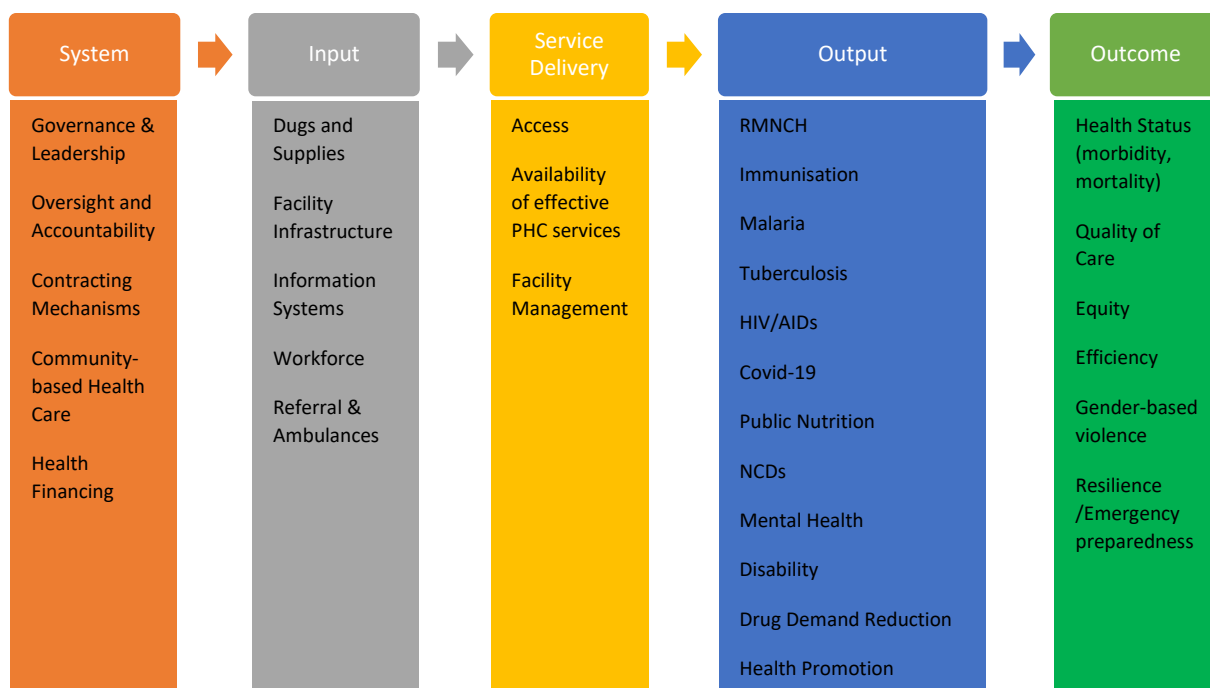 System
Governance &
Leadership
Oversight and
Accountability
Contracting
Mechanisms
Community-
based Health
Care
Health
Financing
Input
Dugs and
Supplies
Facility
Infrastructure
Information
Systems
Workforce
Referral &
Ambulances
Service
Delivery
Access
Availability
of effective
PHC services
Facility
Management
Output
RMNCH
Immunisation
Malaria
Tuberculosis
HIV/AIDs
Covid-19
Public Nutrition
NCDs
Mental Health
Disability
Drug Demand Reduction
Health Promotion
Outcome
Health Status
(morbidity,
mortality)
Quality of
Care
Equity
Efficiency
Gender-based
violence
Resilience
/Emergency
preparedness